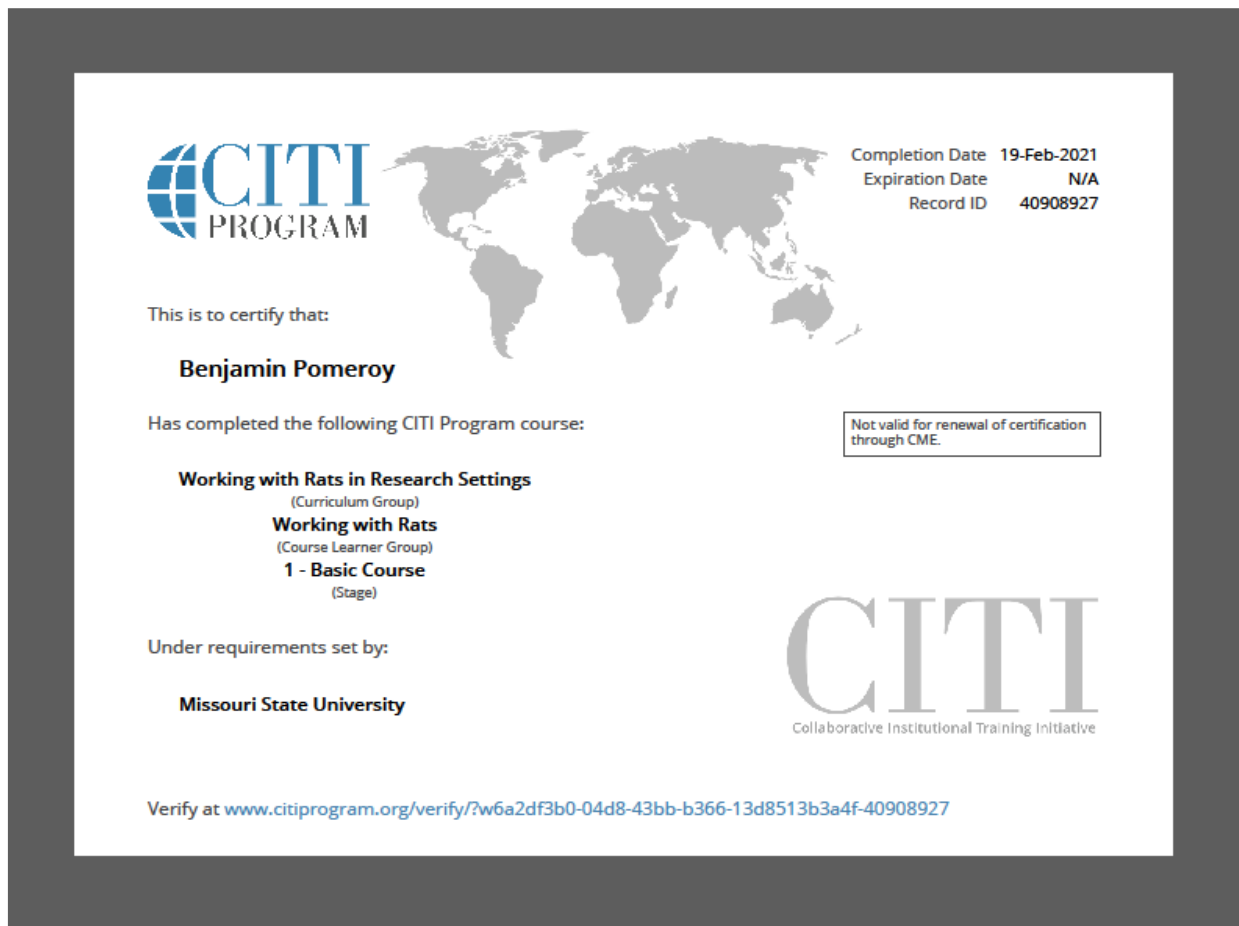 CITI
PROGRAM
Completion Date 19-Feb-2021
Expiration Date N/A
Record ID 40908927
This is to certify that:
Benjamin Pomeroy
Has completed the following CITI Program course:
Not valid for renewal of certification
through CME.
Working with Rats in Research Settings
(Curriculum Group)
Working with Rats
(Course Learner Group)
1 - Basic Course
(Stage)
Under requirements set by:
Missouri State University
CITI
Collaborative Institutional Training Initiative
Verify at www.citiprogram.org/verify/?w6a2df3b0-04d8-43bb-b366-13d8513b3a4f-40908927